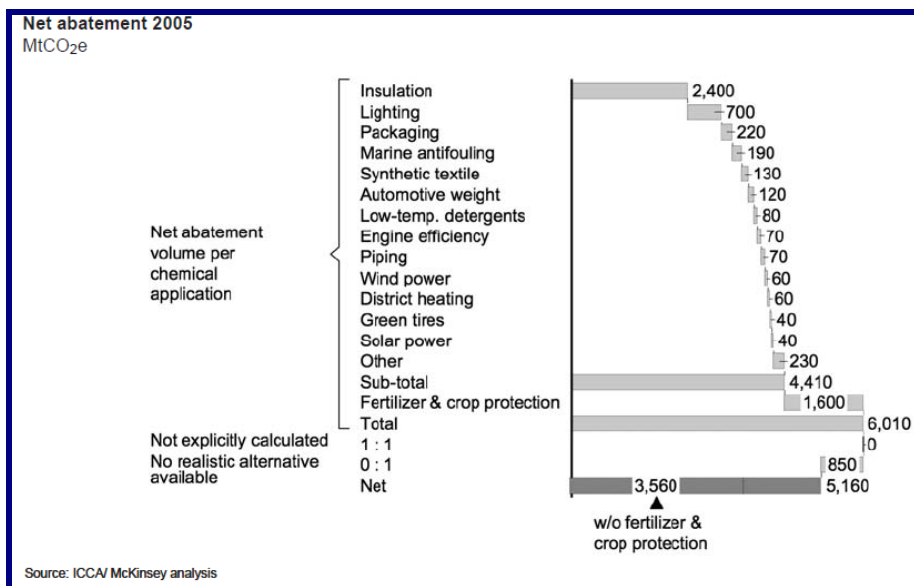 Net abatement 2005
MtCO₂e
Insulation 2,400
Lighting 700
Packaging 220
Marine antifouling 190
Synthetic textile 130
Automotive weight 120
Low-temp. detergents 80
Net abatement
volume per
chemical
application
Engine efficiency 70
Piping 70
Wind power 60
District heating 60
Green tires 40
Solar power 40
Other 230
Sub-total 4,410
Fertilizer & crop protection 1,600
Total 6,010
Not explicitly calculated 1 : 1 0
No realistic alternative
available
0 : 1 850
Net 3,560 5,160
w/o fertilizer &
crop protection
Source: ICCA/ McKinsey analysis